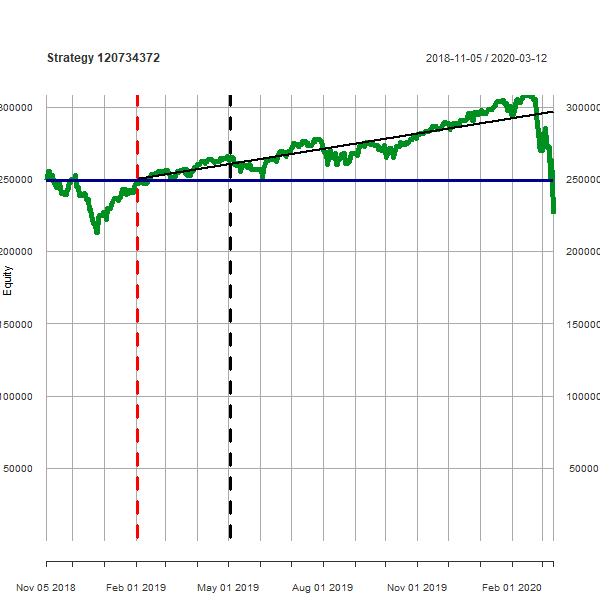 Strategy 120734372
2018-11-05 / 2020-03-12
300000
300000
250000
250000
200000
200000
150000
150000
100000
100000
50000
50000
Equity
Nov 05 2018
Feb 01 2019
May 01 2019
Aug 01 2019
Nov 01 2019
Feb 01 2020